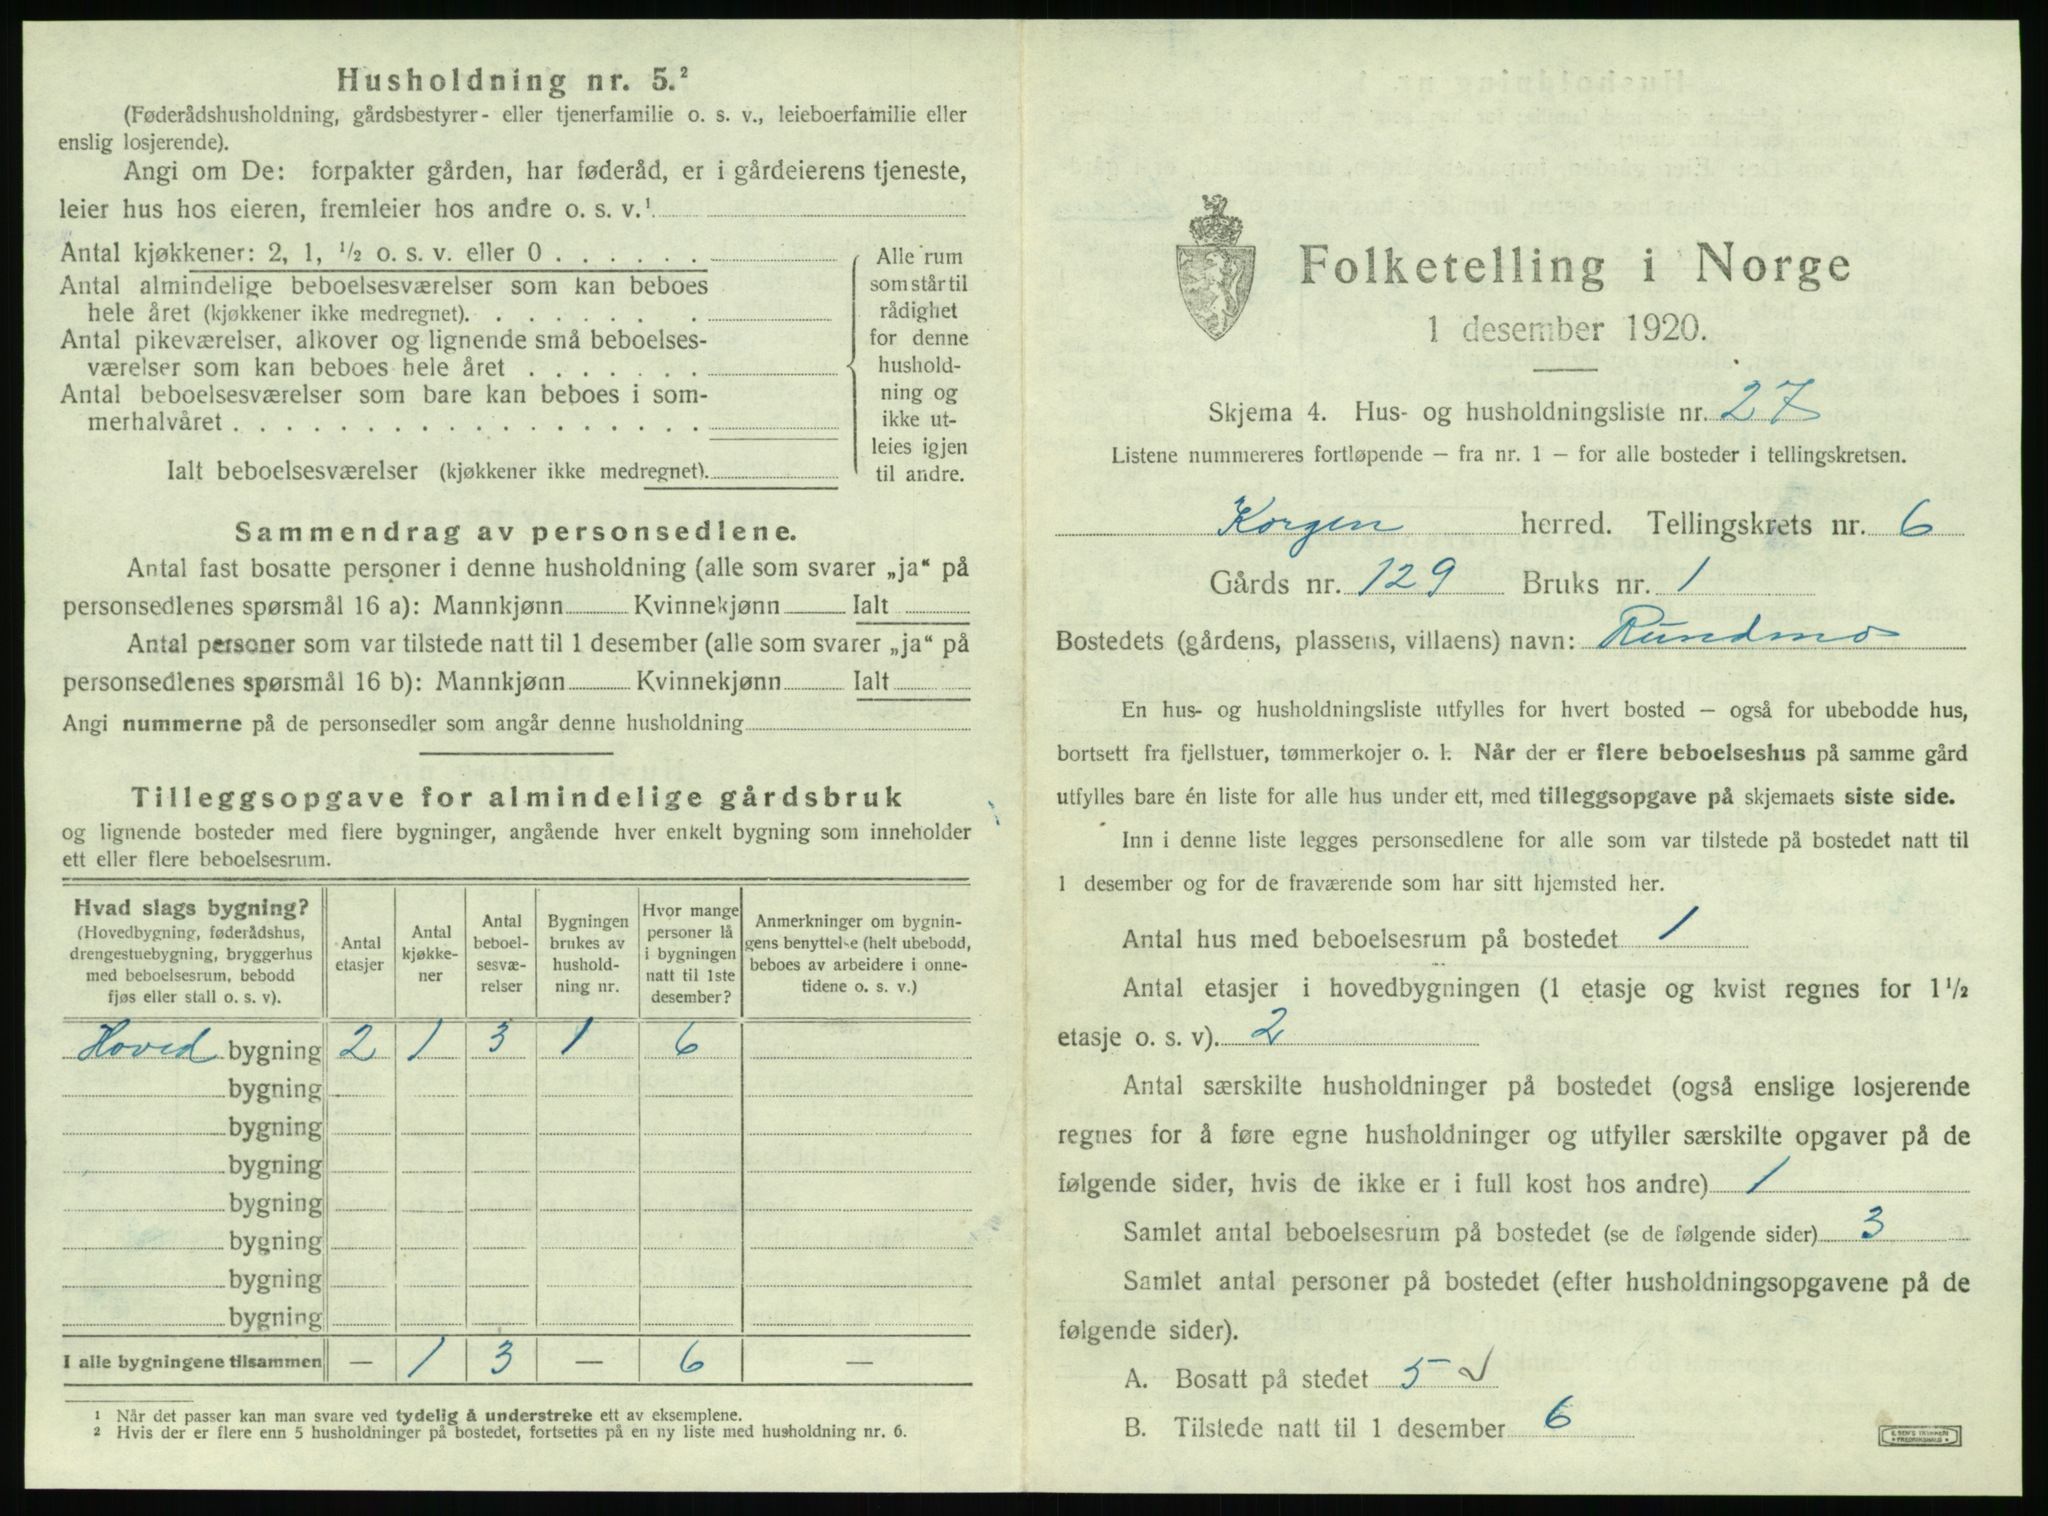 Husholdning nr. 5.²
(Føderådshusholdning, gårdsbestyrer- eller tjenerfamilie o. s. v., leieboerfamilie eller
enslig losjerende).
Angi om De: forpakter gården, har føderåd, er i gårdeierens tjeneste,
leier hus hos eieren, fremleier hos andre o. s. v.¹
Antal kjøkkener: 2, 1, ½ o. s. v. eller 0 . . . . . .
Antal almindelige beboelsesværelser som kan beboes
hele året (kjøkkener ikke medregnet). . . . . . . .
Antal pikeværelser, alkover og lignende små beboelses-
værelser som kan beboes hele året . . . . . . .
Antal beboelsesværelser som bare kan beboes i som-
merhalvåret . . . . . . . . . . . . . . . . . .
Ialt beboelsesværelser (kjøkkener ikke medregnet).
Alle rum
som står til
rådighet
for denne
hushold-
ning og
ikke ut-
leies igjen
til andre.
Sammendrag av personsedlene.
Antal fast bosatte personer i denne husholdning (alle som svarer „ja“ på
personsedlenes spørsmål 16 a): Mannkjønn Kvinnekjønn Ialt
Antal personer som var tilstede natt til 1 desember (alle som svarer „ja“ på
personsedlenes spørsmål 16 b): Mannkjønn Kvinnekjønn Ialt
Angi nummerne på de personsedler som angår denne husholdning
Tilleggsopgave for almindelige gårdsbruk
og lignende bosteder med flere bygninger, angående hver enkelt bygning som inneholder
ett eller flere beboelsesrum.
Hvad slags bygning?
(Hovedbygning, føderådshus,
drengestuebygning, bryggerhus
med beboelsesrum, bebodd
fjøs eller stall o. s. v).
Antal
etasjer
Antal
kjøkke-
ner
Antal
beboel-
sesvæ-
relser
Bygningen
brukes av
hushold-
ning nr.
Hvor mange
personer lå
i bygningen
natt til 1ste
desember?
Anmerkninger om bygnin-
gens benyttelse (helt ubebodd,
beboes av arbeidere i onne-
tidene o. s. v.)
Hoved bygning 2 1 3 1 6
bygning
bygning
bygning
bygning
bygning
bygning
bygning
I alle bygningene tilsammen — 1 3 — 6 —
¹ Når det passer kan man svare ved tydelig å understreke ett av eksemplene.
² Hvis der er flere enn 5 husholdninger på bostedet, fortsettes på en ny liste med husholdning nr. 6.
Folketelling i Norge
1 desember 1920.
Skjema 4. Hus- og husholdningsliste nr. 27
Listene nummereres fortløpende — fra nr. 1 — for alle bosteder i tellingskretsen.
Korgen herred. Tellingskrets nr. 6
Gårds nr. 129 Bruks nr. 1
Bostedets (gårdens, plassens, villaens) navn: Rundmo
En hus- og husholdningsliste utfylles for hvert bosted — også for ubebodde hus,
bortsett fra fjellstuer, tømmerkojer o. l. Når der er flere beboelseshus på samme gård
utfylles bare én liste for alle hus under ett, med tilleggsopgave på skjemaets siste side.
Inn i denne liste legges personsedlene for alle som var tilstede på bostedet natt til
1 desember og for de fraværende som har sitt hjemsted her.
Antal hus med beboelsesrum på bostedet 1
Antal etasjer i hovedbygningen (1 etasje og kvist regnes for 1½
etasje o. s. v). 2
Antal særskilte husholdninger på bostedet (også enslige losjerende
regnes for å føre egne husholdninger og utfyller særskilte opgaver på de
følgende sider, hvis de ikke er i full kost hos andre) 1
Samlet antal beboelsesrum på bostedet (se de følgende sider) 3
Samlet antal personer på bostedet (efter husholdningsopgavene på de
følgende sider).
A. Bosatt på stedet 5 √
B. Tilstede natt til 1 desember 6